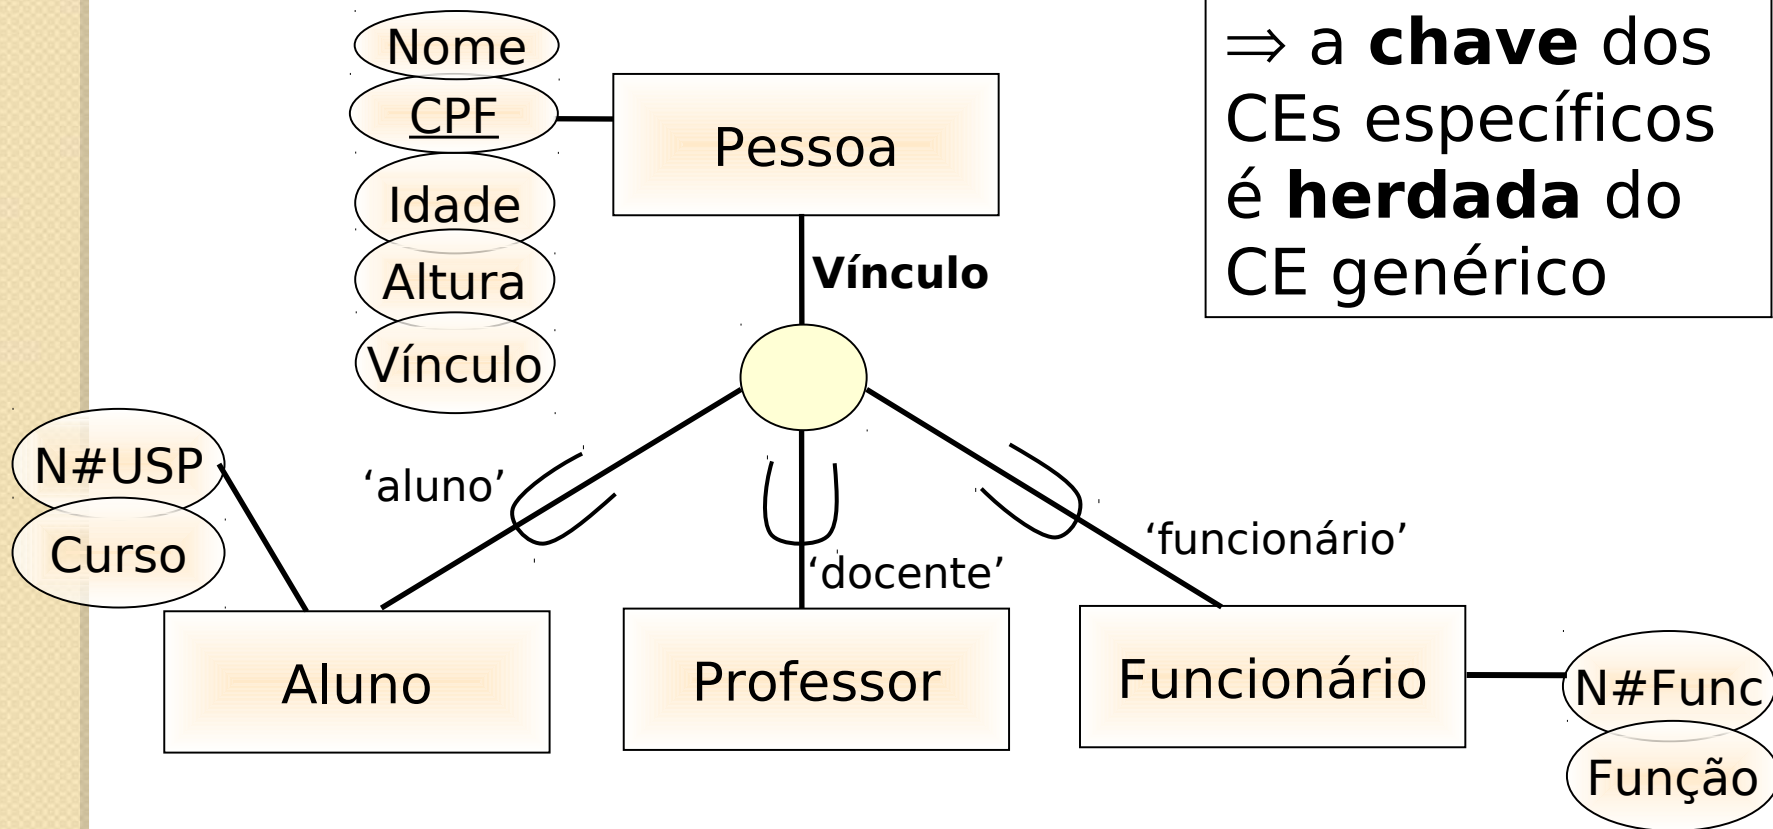 Nome
CPF
Idade
Altura
Vínculo
Pessoa
⇒ a chave dos
CEs específicos
é herdada do
CE genérico
Vínculo
N#USP
Curso
‘aluno’
‘docente’
‘funcionário’
Aluno
Professor
Funcionário
N#Func
Função